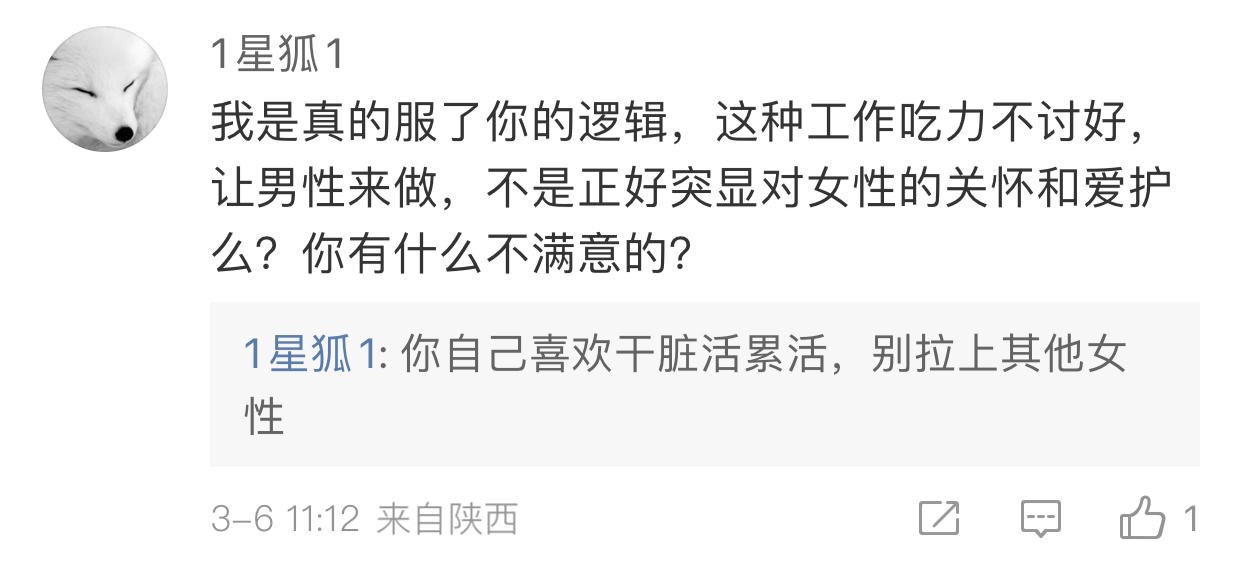 1星狐1
我是真的服了你的逻辑，这种工作吃力不讨好，
让男性来做，不是正好突显对女性的关怀和爱护
么？你有什么不满意的？
1星狐1: 你自己喜欢干脏活累活，别拉上其他女
性
3-6 11:12 来自陕西 1